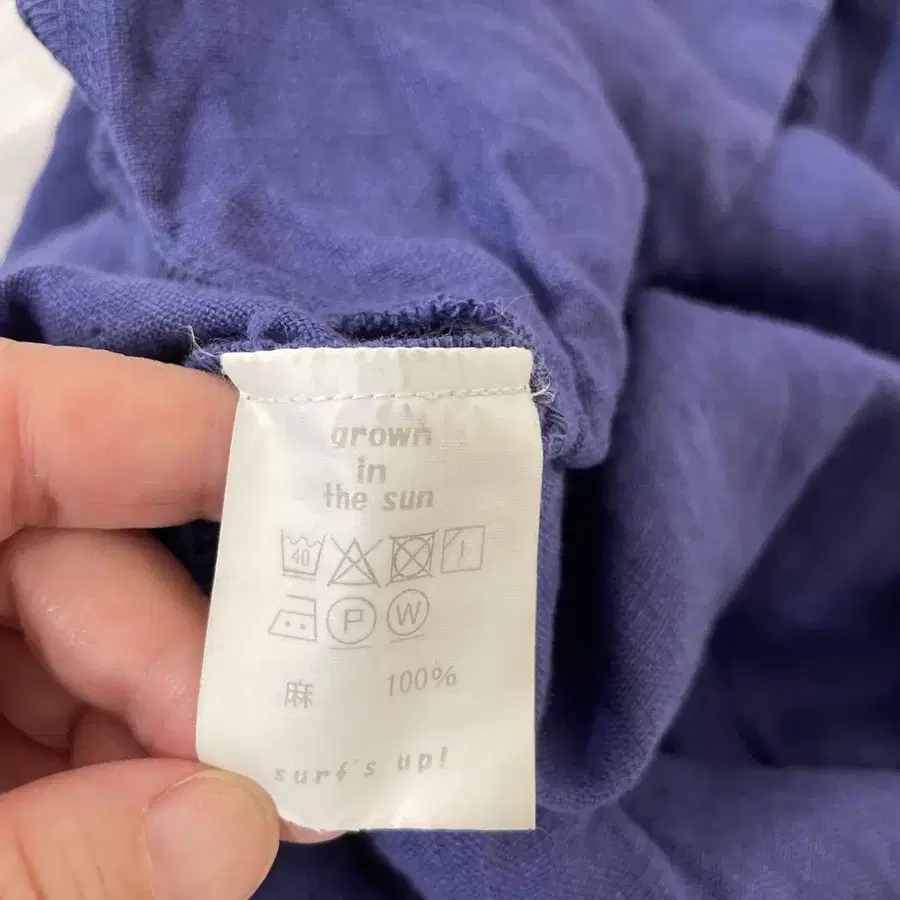 grown
in
the sun
40
P W
麻 100%
surf's up!